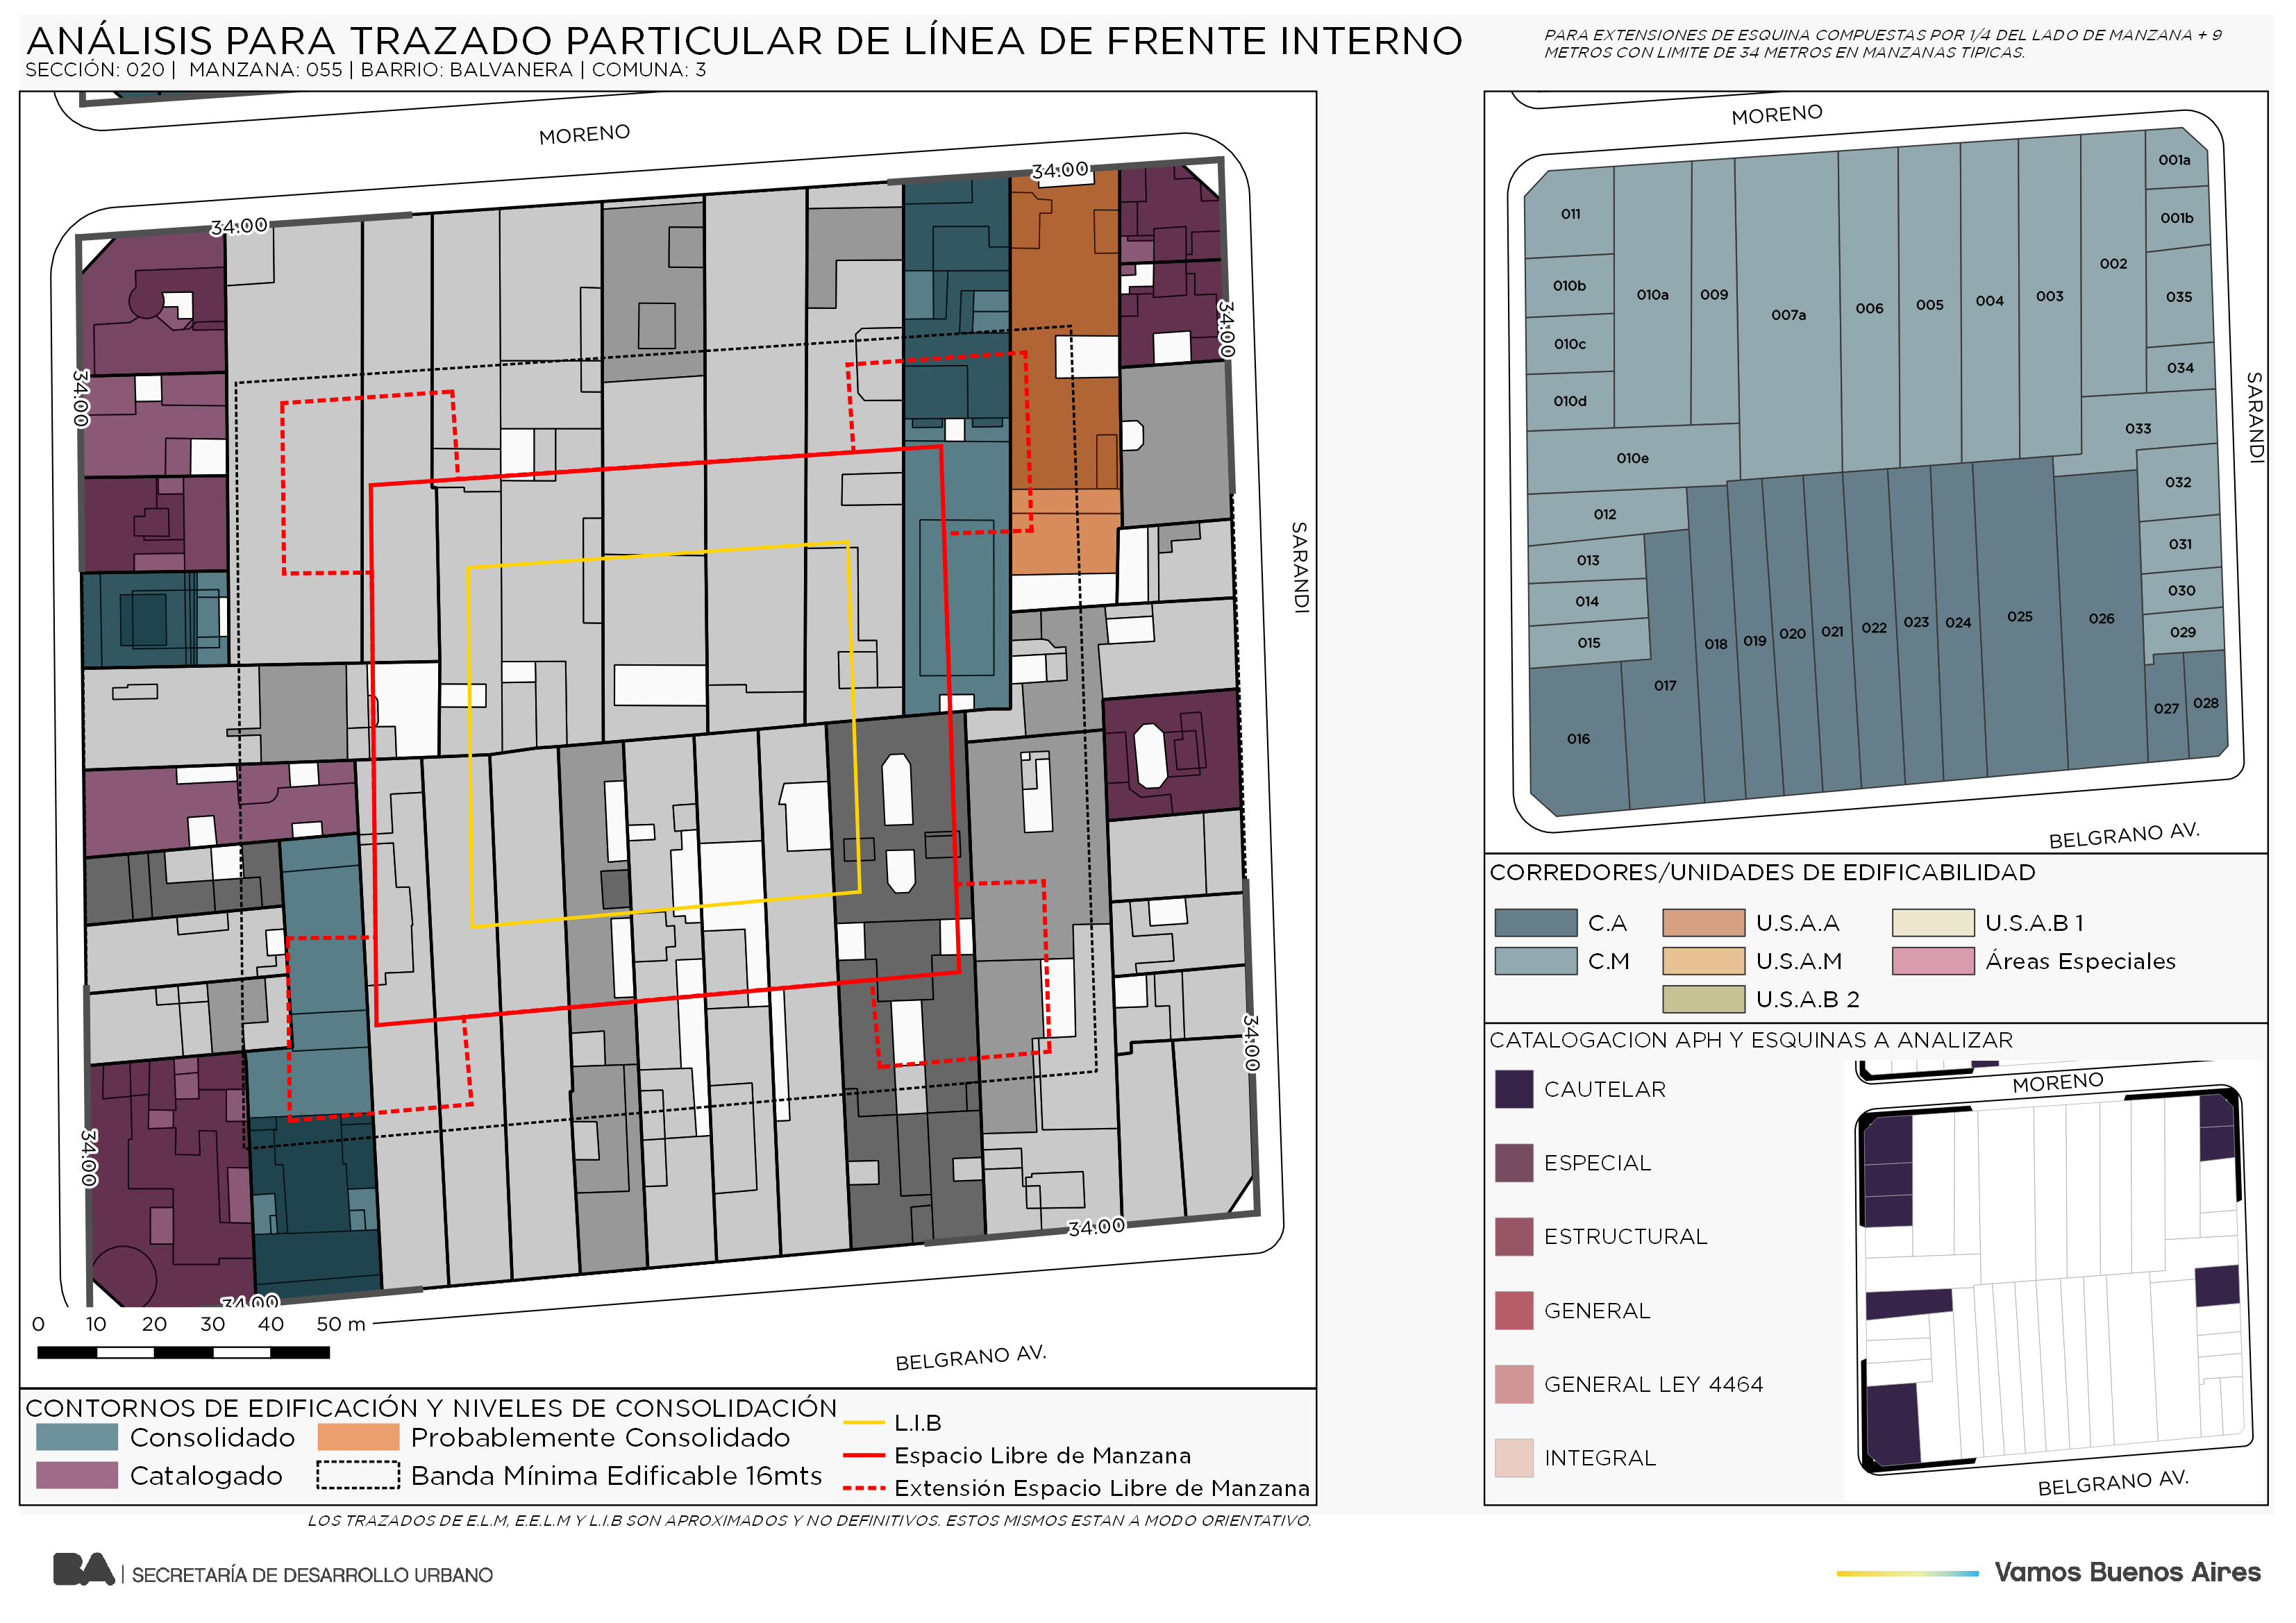 ANÁLISIS PARA TRAZADO PARTICULAR DE LÍNEA DE FRENTE INTERNO
SECCIÓN: 020 | MANZANA: 055 | BARRIO: BALVANERA | COMUNA: 3
PARA EXTENSIONES DE ESQUINA COMPUESTAS POR 1/4 DEL LADO DE MANZANA + 9
METROS CON LIMITE DE 34 METROS EN MANZANAS TIPICAS.
MORENO
34:00
34:00
34:00
34:00
SARANDI
34:00
34:00
34:00
34:00
0 10 20 30 40 50 m
BELGRANO AV.
CONTORNOS DE EDIFICACIÓN Y NIVELES DE CONSOLIDACIÓN
Consolidado
Probablemente Consolidado
Catalogado
Banda Mínima Edificable 16mts
L.I.B
Espacio Libre de Manzana
Extensión Espacio Libre de Manzana
MORENO
001a
011
001b
002
010b
010a
009
007a
006
005
004
003
035
010c
034
010d
033
010e
032
012
031
013
030
014
029
015
018
019
020
021
022
023
024
025
026
017
027
028
016
SARANDI
BELGRANO AV.
CORREDORES/UNIDADES DE EDIFICABILIDAD
C.A
U.S.A.A
U.S.A.B 1
C.M
U.S.A.M
Áreas Especiales
U.S.A.B 2
CATALOGACION APH Y ESQUINAS A ANALIZAR
CAUTELAR
ESPECIAL
ESTRUCTURAL
GENERAL
GENERAL LEY 4464
INTEGRAL
MORENO
BELGRANO AV.
LOS TRAZADOS DE E.L.M, E.E.L.M Y L.I.B SON APROXIMADOS Y NO DEFINITIVOS. ESTOS MISMOS ESTAN A MODO ORIENTATIVO.
BA | SECRETARÍA DE DESARROLLO URBANO
Vamos Buenos Aires